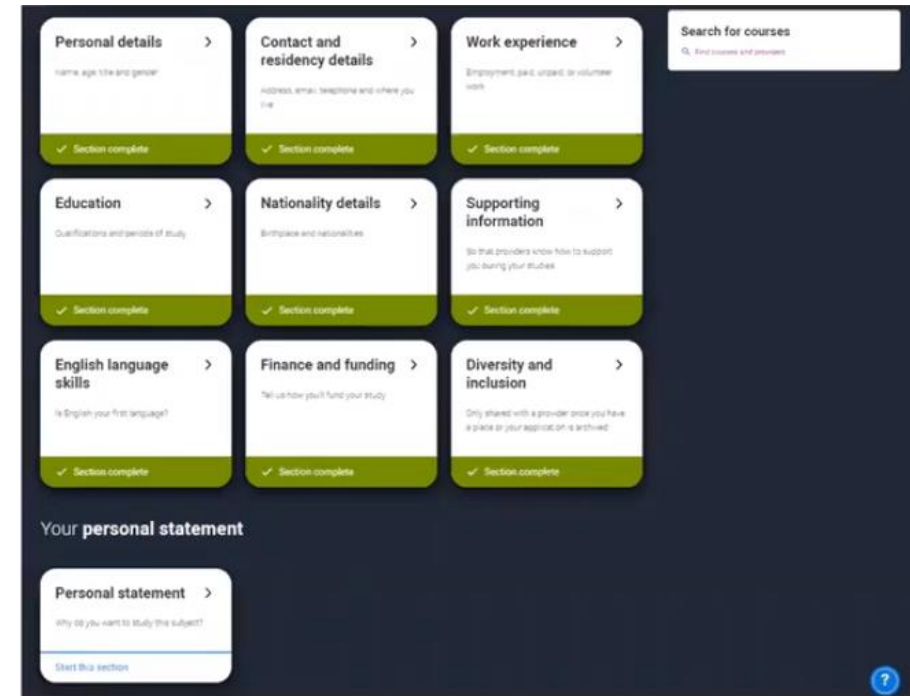 Personal details
Name, age, title and gender
Section complete
Contact and
residency details
Address, email, telephone and where you
live
Section complete
Work experience
Employment: paid, unpaid, or volunteer
work
Section complete
Search for courses
Find courses and providers
Education
Qualifications and periods of study
Section complete
Nationality details
Birthplace and nationalities
Section complete
Supporting
information
So that providers know how to support
you during your studies
Section complete
English language
skills
Is English your first language?
Section complete
Finance and funding
Tell us how you'll fund your study
Section complete
Diversity and
inclusion
Only shared with a provider once you have
a place or your application is archived
Section complete
Your personal statement
Personal statement
Why do you want to study this subject?
Start this section
?